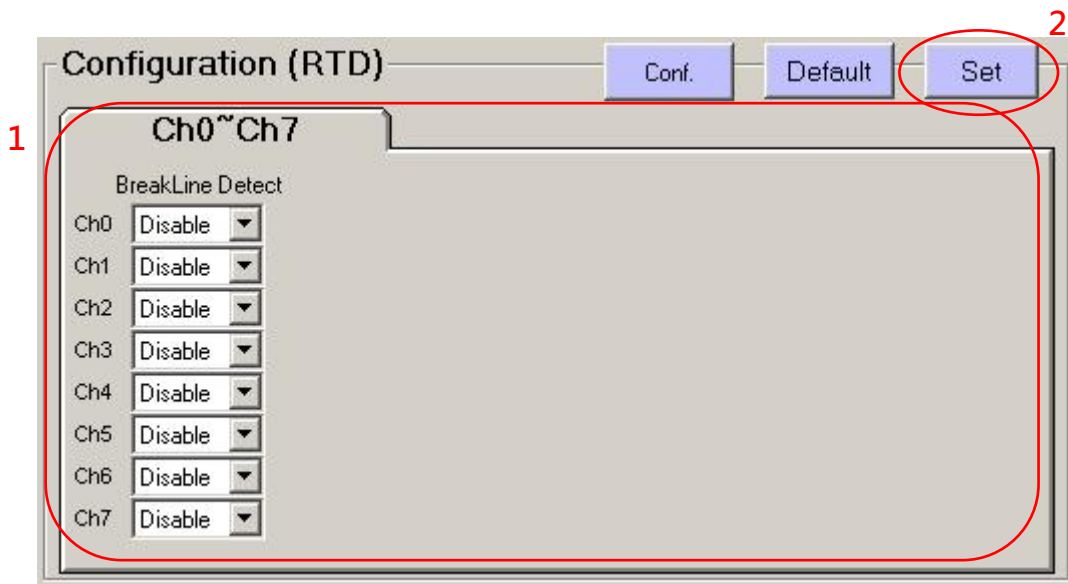 2
Configuration (RTD) Conf. Default Set
1
Ch0~Ch7
BreakLine Detect
Ch0 Disable
Ch1 Disable
Ch2 Disable
Ch3 Disable
Ch4 Disable
Ch5 Disable
Ch6 Disable
Ch7 Disable